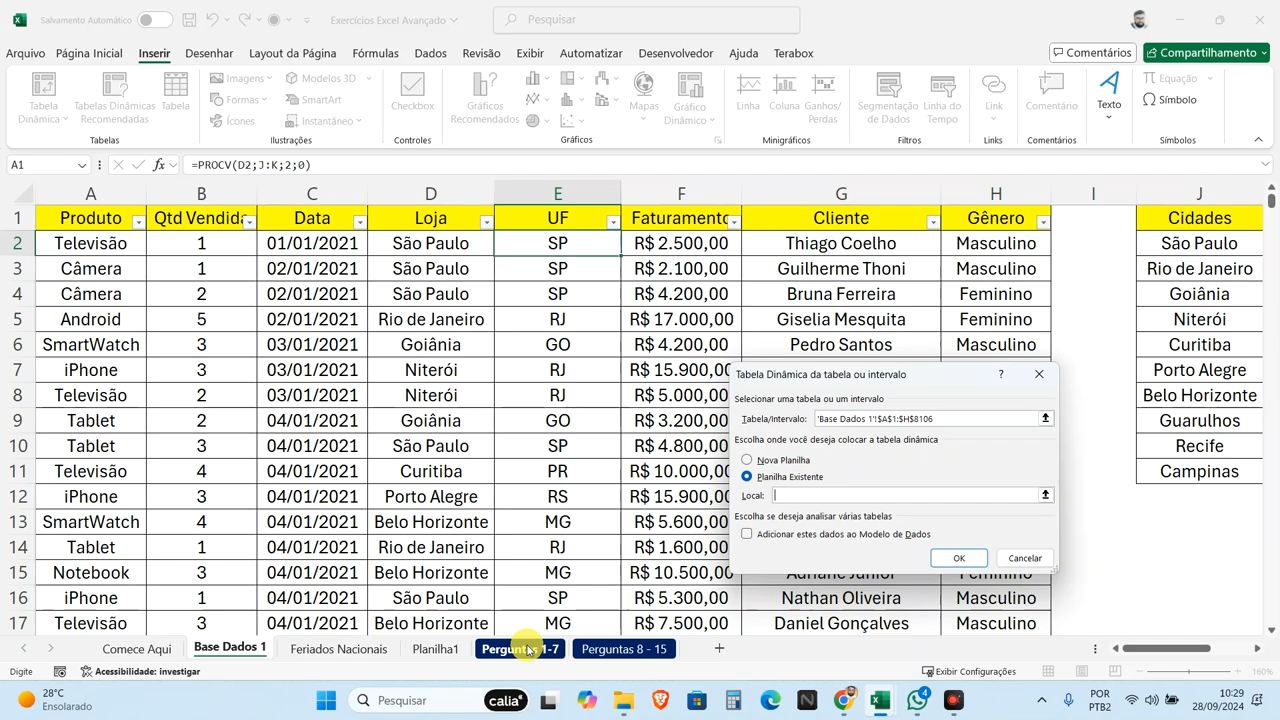 Salvamento Automático
Exercícios Excel Avançado
Pesquisar
Arquivo Página Inicial Inserir Desenhar Layout da Página Fórmulas Dados Revisão Exibir Automatizar Desenvolvedor Ajuda Terabox
Comentários Compartilhamento
Tabela Dinâmica
Tabelas Dinâmicas Recomendadas
Tabela
Tabelas
Imagens
Formas
Ícones
Modelos 3D
SmartArt
Instantâneo
Ilustrações
Checkbox
Controles
Gráficos Recomendados
Mapas
Gráfico Dinâmico
Gráficos
Linha
Coluna
Ganhos/Perdas
Minigráficos
Segmentação de Dados
Linha do Tempo
Filtros
Link
Links
Comentário
Comentários
Texto
Equação
Símbolo
Símbolos
A1 fx =PROCV(D2;J:K;2;0)
A B C D E F G H I J
1 Produto Qtd Vendida Data Loja UF Faturamento Cliente Gênero Cidades
2 Televisão 1 01/01/2021 São Paulo SP R$ 2.500,00 Thiago Coelho Masculino São Paulo
3 Câmera 1 02/01/2021 São Paulo SP R$ 2.100,00 Guilherme Thoni Masculino Rio de Janeiro
4 Câmera 2 02/01/2021 São Paulo SP R$ 4.200,00 Bruna Ferreira Feminino Goiânia
5 Android 5 02/01/2021 Rio de Janeiro RJ R$ 17.000,00 Giselia Mesquita Feminino Niterói
6 SmartWatch 2 03/01/2021 Goiânia GO R$ 4.200,00 Pedro Santos Masculino Curitiba
7 iPhone 3 03/01/2021 Niterói RJ R$ 15.900,00 Porto Alegre
8 Televisão 2 03/01/2021 Niterói RJ R$ 5.000,00 Belo Horizonte
9 Tablet 2 04/01/2021 Goiânia GO R$ 3.200,00 Guarulhos
10 Tablet 3 04/01/2021 São Paulo SP R$ 4.800,00 Recife
11 Televisão 4 04/01/2021 Curitiba PR R$ 10.000,00 Campinas
12 iPhone 3 04/01/2021 Porto Alegre RS R$ 15.900,00
13 SmartWatch 4 04/01/2021 Belo Horizonte MG R$ 5.600,00
14 Tablet 1 04/01/2021 Rio de Janeiro RJ R$ 1.600,00
15 Notebook 3 04/01/2021 Belo Horizonte MG R$ 10.500,00 Adriane Junior Feminino
16 iPhone 1 04/01/2021 São Paulo SP R$ 5.300,00 Nathan Oliveira Masculino
17 Televisão 3 04/01/2021 Belo Horizonte MG R$ 7.500,00 Daniel Gonçalves Masculino
Tabela Dinâmica da tabela ou intervalo ?
Selecionar uma tabela ou um intervalo
Tabela/Intervalo: 'Base Dados 1'!$A$1:$H$8106
Escolha onde você deseja colocar a tabela dinâmica
Nova Planilha
Planilha Existente
Local:
Escolha se deseja analisar várias tabelas
Adicionar estes dados ao Modelo de Dados
OK Cancelar
Comece Aqui Base Dados 1 Feriados Nacionais Planilha1 Perguntas 1-7 Perguntas 8 - 15
Digite Acessibilidade: investigar Exibir Configurações 160%
28°C
Ensolarado
Pesquisar calia 4
POR
PTB2
10:29
28/09/2024